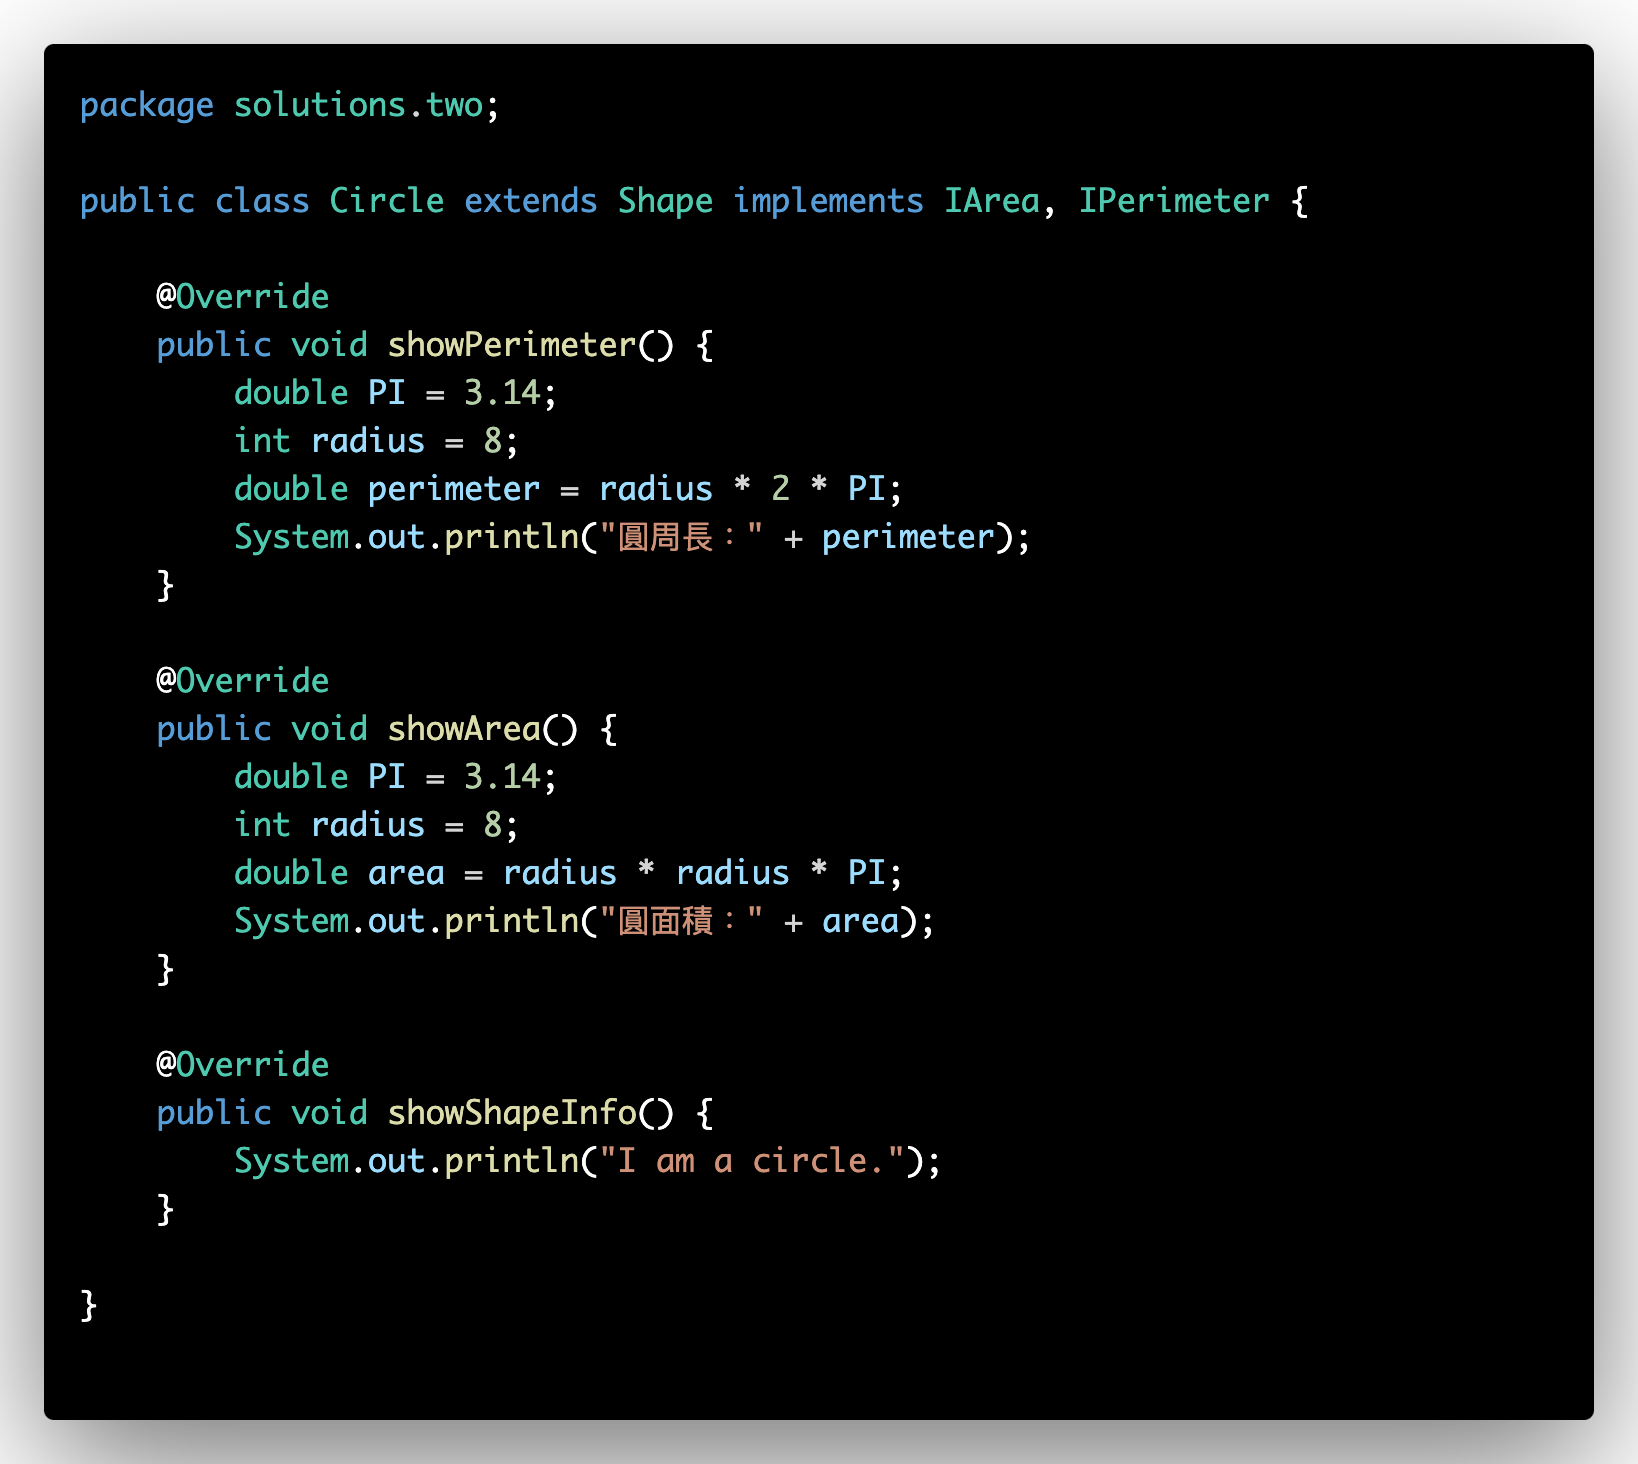 package solutions.two;

public class Circle extends Shape implements IArea, IPerimeter {

    @Override
    public void showPerimeter() {
        double PI = 3.14;
        int radius = 8;
        double perimeter = radius * 2 * PI;
        System.out.println("圓周長：" + perimeter);
    }

    @Override
    public void showArea() {
        double PI = 3.14;
        int radius = 8;
        double area = radius * radius * PI;
        System.out.println("圓面積：" + area);
    }

    @Override
    public void showShapeInfo() {
        System.out.println("I am a circle.");
    }

}